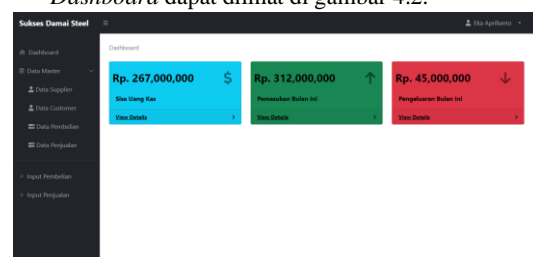 Dashboard dapat dilihat di gambar 4.2.
Sukses Damai Steel
Eka Aprilianto
Dashboard
Data Master
Data Supplier
Data Customer
Data Pembelian
Data Penjualan
Input Pembelian
Input Penjualan
Dashboard
Rp. 267,000,000
Sisa Uang Kas
View Details
Rp. 312,000,000
Pemasukan Bulan Ini
View Details
Rp. 45,000,000
Pengeluaran Bulan Ini
View Details